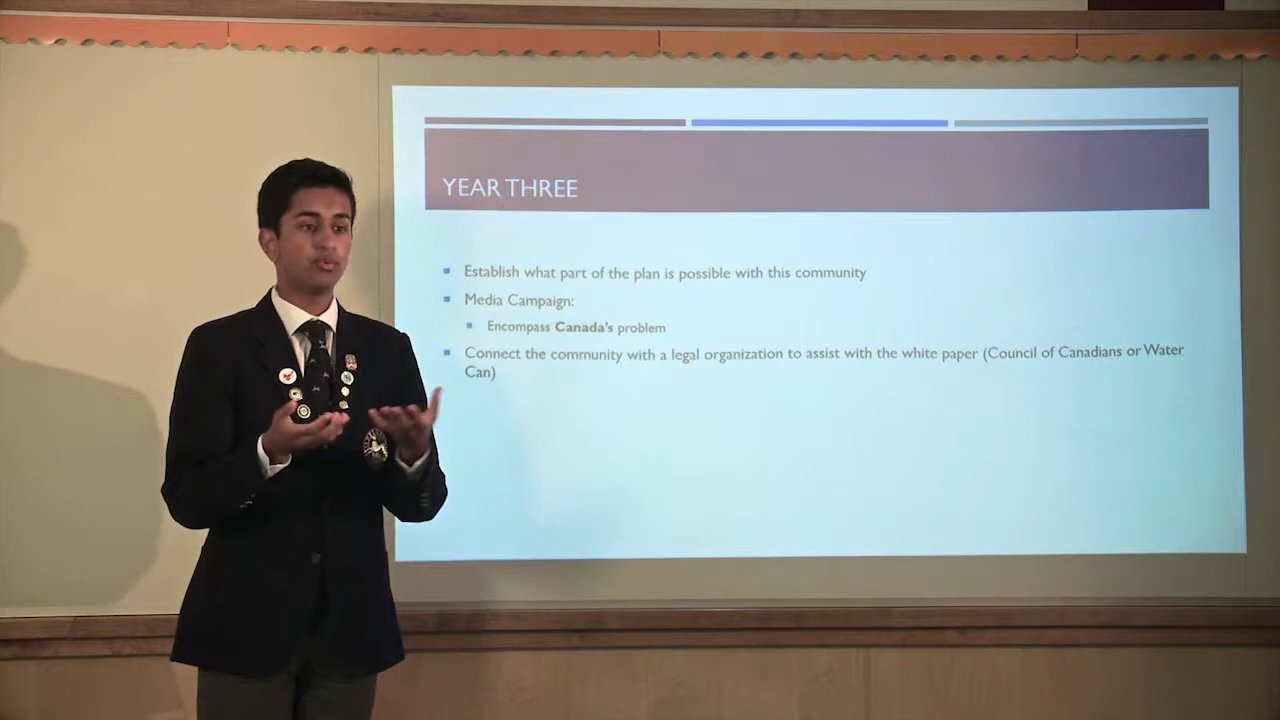 YEAR THREE
Establish what part of the plan is possible with this community
Media Campaign:
Encompass Canada's problem
Connect the community with a legal organization to assist with the white paper (Council of Canadians or Water
Can)